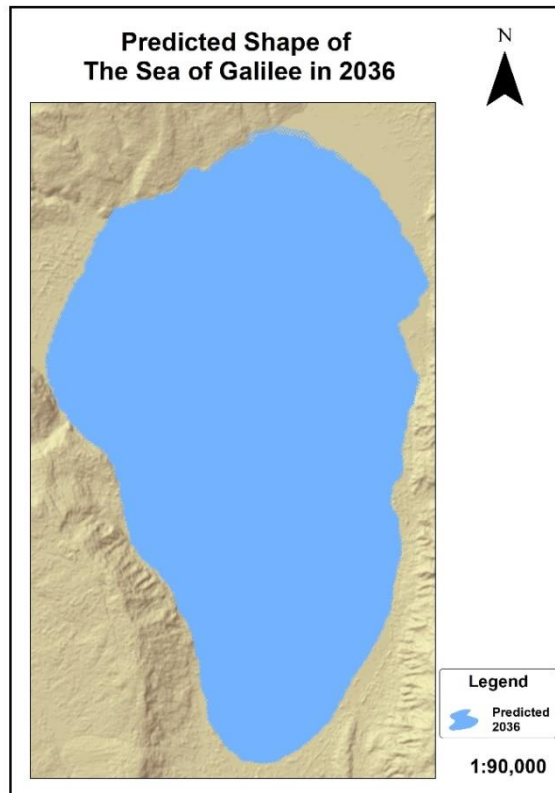 Predicted Shape of
The Sea of Galilee in 2036
N
Legend
Predicted
2036
1:90,000